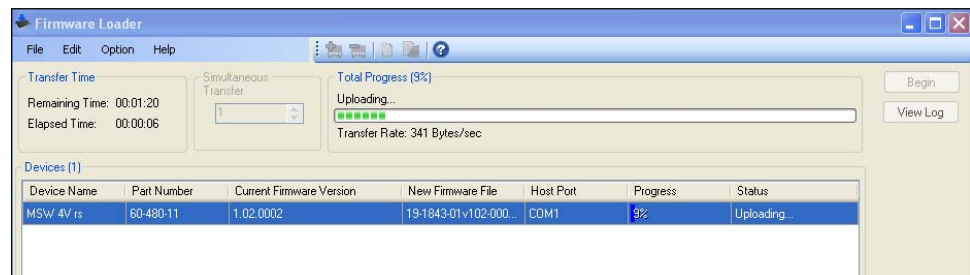 Firmware Loader
File Edit Option Help
Transfer Time
Remaining Time: 00:01:20
Elapsed Time: 00:00:06
Simultaneous
Transfer
1
Total Progress (9%)
Uploading...
Transfer Rate: 341 Bytes/sec
Begin
View Log
Devices (1)
Device Name Part Number Current Firmware Version New Firmware File Host Port Progress Status
MSW 4V rs 60-480-11 1.02.0002 19-1843-01v102-000... COM1 9% Uploading...